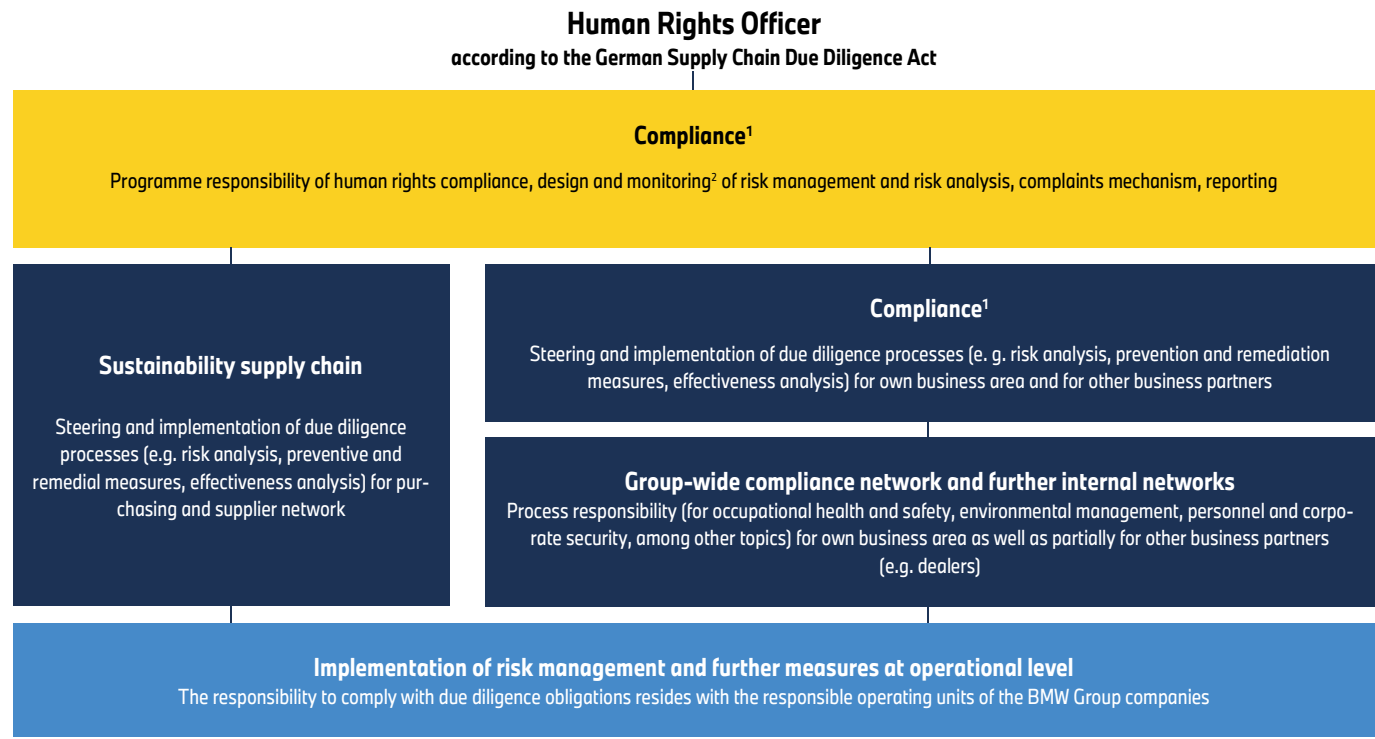 Human Rights Officer
according to the German Supply Chain Due Diligence Act
Compliance¹
Programme responsibility of human rights compliance, design and monitoring² of risk management and risk analysis, complaints mechanism, reporting
Sustainability supply chain
Steering and implementation of due diligence
processes (e.g. risk analysis, preventive and
remedial measures, effectiveness analysis) for pur-
chasing and supplier network
Compliance¹
Steering and implementation of due diligence processes (e. g. risk analysis, prevention and remediation
measures, effectiveness analysis) for own business area and for other business partners
Group-wide compliance network and further internal networks
Process responsibility (for occupational health and safety, environmental management, personnel and corpo-
rate security, among other topics) for own business area as well as partially for other business partners
(e.g. dealers)
Implementation of risk management and further measures at operational level
The responsibility to comply with due diligence obligations resides with the responsible operating units of the BMW Group companies